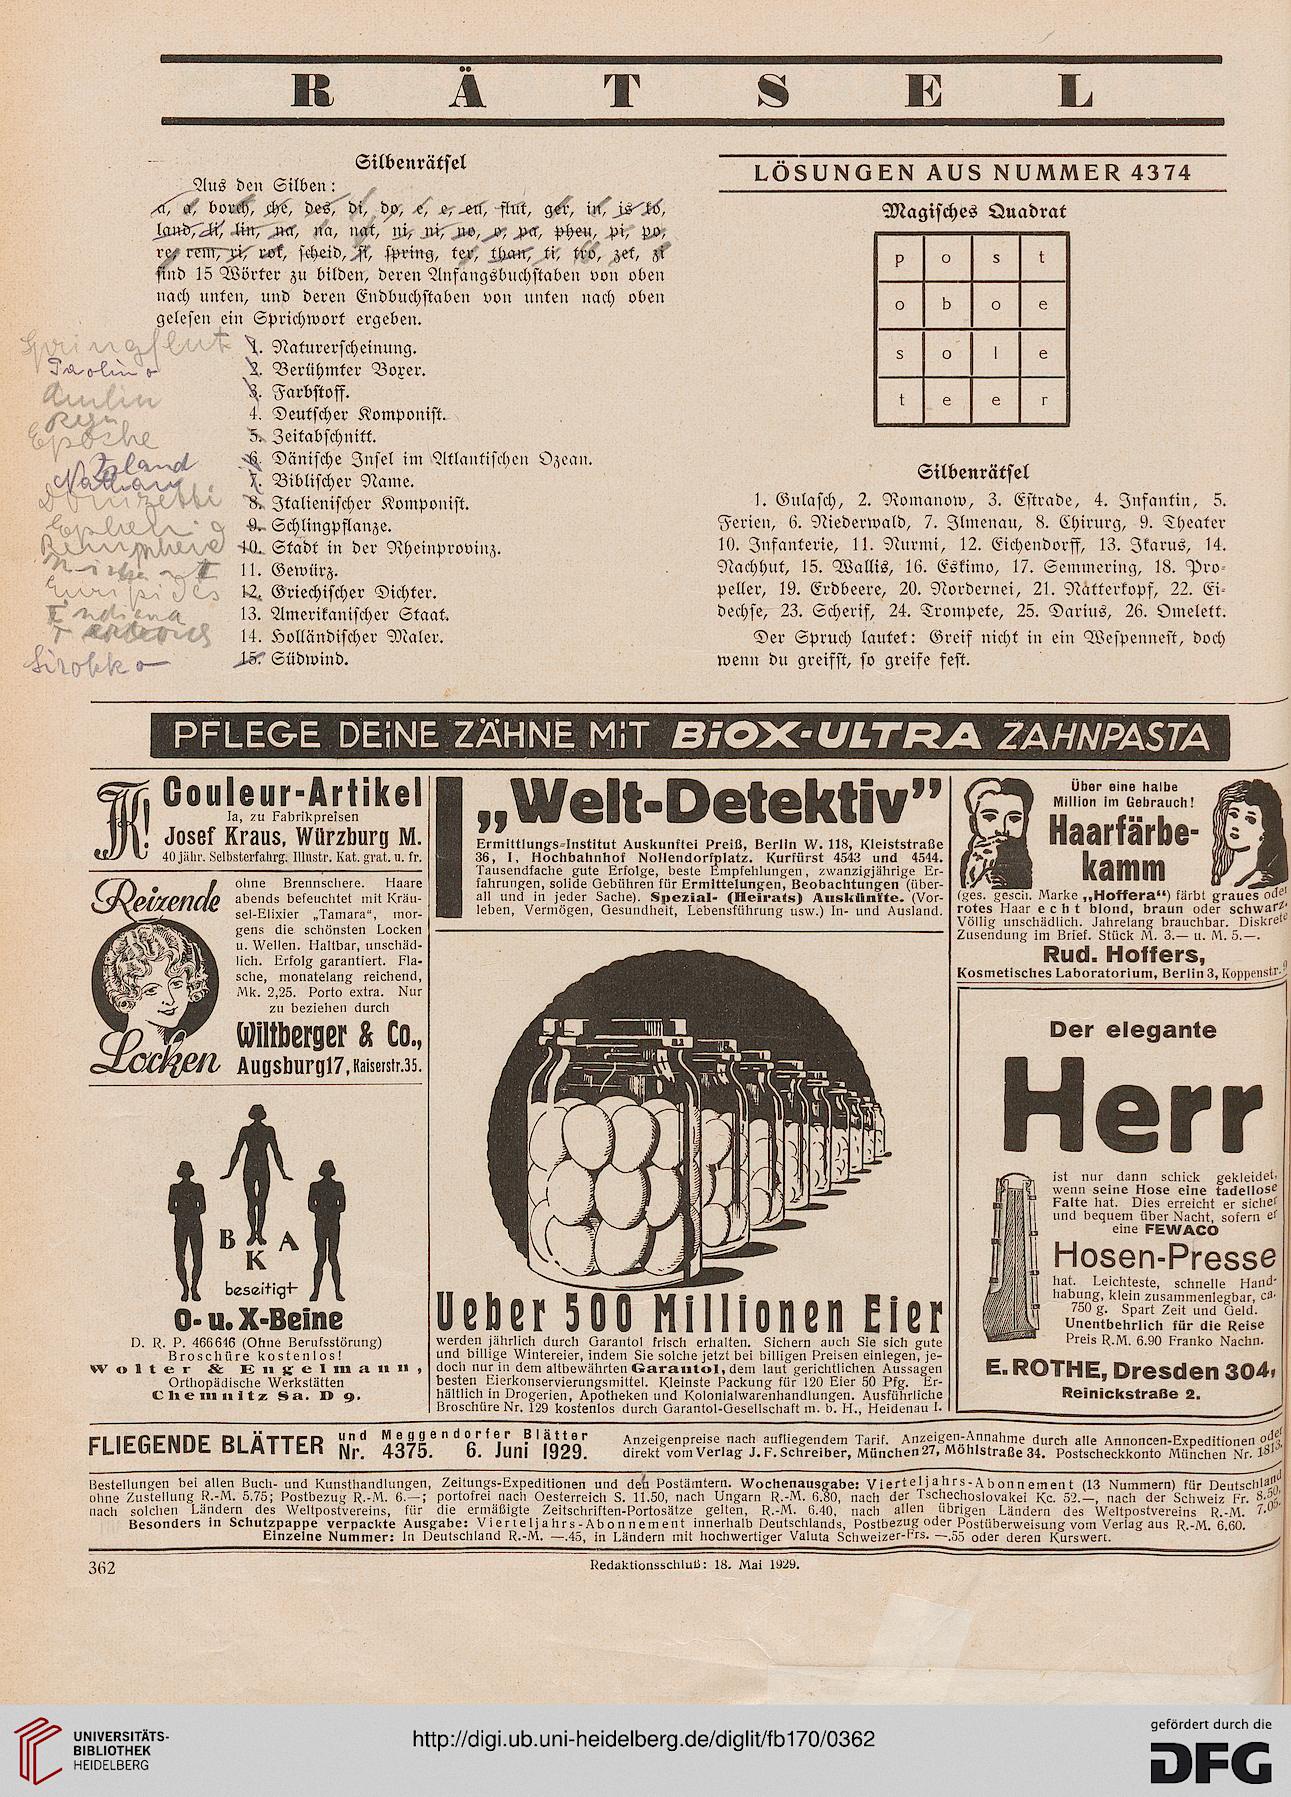 RÄTSEL
Silbenrätsel
Aus den Silben:
a, a, borch, che, des, di, do, e, e, en, flut, ger, in, is, ko,
land, li, lin, na, na, nat, ni, ni, no, o, pa, pheu, pi, po,
re, rem, ri, rok, scheid, si, spring, ter, than, ti, tro, zet, zi
sind 15 Wörter zu bilden, deren Anfangsbuchstaben von oben
nach unten, und deren Endbuchstaben von unten nach oben
gelesen ein Sprichwort ergeben.
Springflut 1. Naturerscheinung.
Paolino 2. Berühmter Boxer.
Anilin 3. Farbstoff.
4. Deutscher Komponist.
Epoche 5. Zeitabschnitt.
Island 6. Dänische Insel im Atlantischen Ozean.
Nathan 7. Biblischer Name.
Donizetti 8. Italienischer Komponist.
9. Schlingpflanze.
10. Stadt in der Rheinprovinz.
11. Gewürz.
Euripides 12. Griechischer Dichter.
Indiana 13. Amerikanischer Staat.
14. Holländischer Maler.
Sirokko 15. Südwind.
LÖSUNGEN AUS NUMMER 4374
Magisches Quadrat
p o s t
o b o e
s o l e
t e e r
Silbenrätsel
1. Gulasch, 2. Romanow, 3. Estrade, 4. Infantin, 5.
Ferien, 6. Niederwald, 7. Ilmenau, 8. Chirurg, 9. Theater
10. Infanterie, 11. Nurmi, 12. Eichendorff, 13. Ikarus, 14.
Nachhut, 15. Wallis, 16. Eskimo, 17. Semmering, 18. Pro-
peller, 19. Erdbeere, 20. Nordernei, 21. Natterkopf, 22. Ei-
dechse, 23. Scherif, 24. Trompete, 25. Darius, 26. Omelett.
Der Spruch lautet: Greif nicht in ein Wespennest, doch
wenn du greifst, so greife fest.
PFLEGE DEiNE ZÄHNE MiT BiOX-ULTRA ZAHNPASTA
K!
Couleur-Artikel
Ia, zu Fabrikpreisen
Josef Kraus, Würzburg M.
40 jähr. Selbsterfahrg. Illustr. Kat. grat. u. fr.
Reizende
Locken
ohne Brennschere. Haare
abends befeuchtet mit Kräu-
sel-Elixier „Tamara“, mor-
gens die schönsten Locken
u. Wellen. Haltbar, unschäd-
lich. Erfolg garantiert. Fla-
sche, monatelang reichend,
Mk. 2,25. Porto extra. Nur
zu beziehen durch
Wiltberger & Co.,
Augsburg17, Kaiserstr.35.
B K A
beseitigt
O- u. X-Beine
D. R. P. 466646 (Ohne Berufsstörung)
Broschüre kostenlos!
Wolter & Engelmann,
Orthopädische Werkstätten
Chemnitz Sa. D 9.
„Welt-Detektiv”
Ermittlungs-Institut Auskunftei Preiß, Berlin W. 118, Kleiststraße
36, I, Hochbahnhof Nollendorfplatz. Kurfürst 4543 und 4544.
Tausendfache gute Erfolge, beste Empfehlungen, zwanzigjährige Er-
fahrungen, solide Gebühren für Ermittelungen, Beobachtungen (über-
all und in jeder Sache). Spezial- (Heirats) Auskünfte. (Vor-
leben, Vermögen, Gesundheit, Lebensführung usw.) In- und Ausland.
Ueber 500 Millionen Eier
werden jährlich durch Garantol frisch erhalten. Sichern auch Sie sich gute
und billige Wintereier, indem Sie solche jetzt bei billigen Preisen einlegen, je-
doch nur in dem altbewährten Garantol, dem laut gerichtlichen Aussagen
besten Eierkonservierungsmittel. Kleinste Packung für 120 Eier 50 Pfg. Er-
hältlich in Drogerien, Apotheken und Kolonialwarenhandlungen. Ausführliche
Broschüre Nr. 129 kostenlos durch Garantol-Gesellschaft m. b. H., Heidenau I.
Über eine halbe
Million im Gebrauch!
Haarfärbe-
kamm
(ges. gesch. Marke „Hoffera“) färbt graues oder
rotes Haar echt blond, braun oder schwarz.
Völlig unschädlich. Jahrelang brauchbar. Diskrete
Zusendung im Brief. Stück M. 3.— u. M. 5.—.
Rud. Hoffers,
Kosmetisches Laboratorium, Berlin 3, Koppenstr. 9
Der elegante
Herr
ist nur dann schick gekleidet,
wenn seine Hose eine tadellose
Falte hat. Dies erreicht er sicher
und bequem über Nacht, sofern er
eine FEWACO
Hosen-Presse
hat. Leichteste, schnelle Hand-
habung, klein zusammenlegbar, ca.
750 g. Spart Zeit und Geld.
Unentbehrlich für die Reise
Preis R.M. 6.90 Franko Nachn.
E. ROTHE, Dresden 304,
Reinickstraße 2.
FLIEGENDE BLÄTTER und Meggendorfer Blätter
Nr. 4375. 6. Juni 1929.
Anzeigenpreise nach aufliegendem Tarif. Anzeigen-Annahme durch alle Annoncen-Expeditionen oder
direkt vom Verlag J. F. Schreiber, München 27, Möhlstraße 34. Postscheckkonto München Nr. 1813.
Bestellungen bei allen Buch- und Kunsthandlungen, Zeitungs-Expeditionen und den Postämtern. Wochenausgabe: Vierteljahrs-Abonnement (13 Nummern) für Deutschland
ohne Zustellung R.-M. 5.75; Postbezug R.-M. 6.—; portofrei nach Oesterreich S. 11.50, nach Ungarn R.-M. 6.80, nach der Tschechoslovakei Kc. 52.—, nach der Schweiz Fr. 8.50,
nach solchen Ländern des Weltpostvereins, für die ermäßigte Zeitschriften-Portosätze gelten, R.-M. 6.40, nach allen übrigen Ländern des Weltpostvereins R.-M. 7.05.
Besonders in Schutzpappe verpackte Ausgabe: Vierteljahrs-Abonnement innerhalb Deutschlands, Postbezug oder Postüberweisung vom Verlag aus R.-M. 6.60.
Einzelne Nummer: In Deutschland R.-M. —.45, in Ländern mit hochwertiger Valuta Schweizer-Frs. —.55 oder deren Kurswert.
362
Redaktionsschluß: 18. Mai 1929.
UNIVERSITÄTS-
BIBLIOTHEK
HEIDELBERG
http://digi.ub.uni-heidelberg.de/diglit/fb170/0362
gefördert durch die
DFG